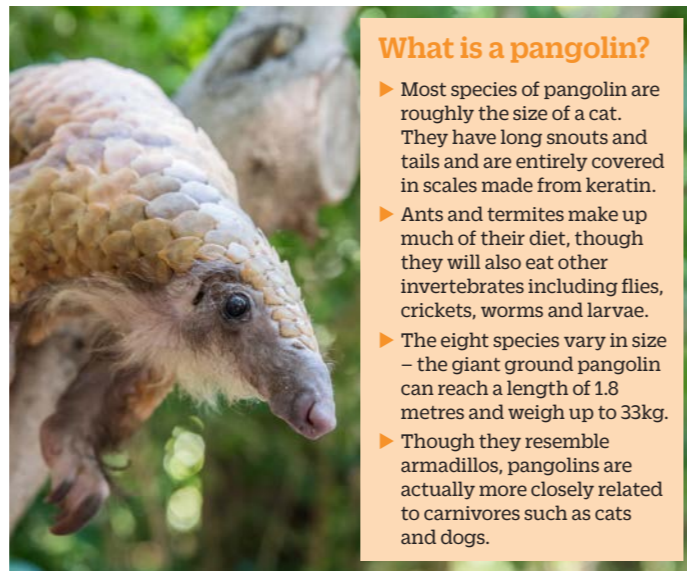 What is a pangolin?
▶ Most species of pangolin are
roughly the size of a cat.
They have long snouts and
tails and are entirely covered
in scales made from keratin.
▶ Ants and termites make up
much of their diet, though
they will also eat other
invertebrates including flies,
crickets, worms and larvae.
▶ The eight species vary in size
– the giant ground pangolin
can reach a length of 1.8
metres and weigh up to 33kg.
▶ Though they resemble
armadillos, pangolins are
actually more closely related
to carnivores such as cats
and dogs.